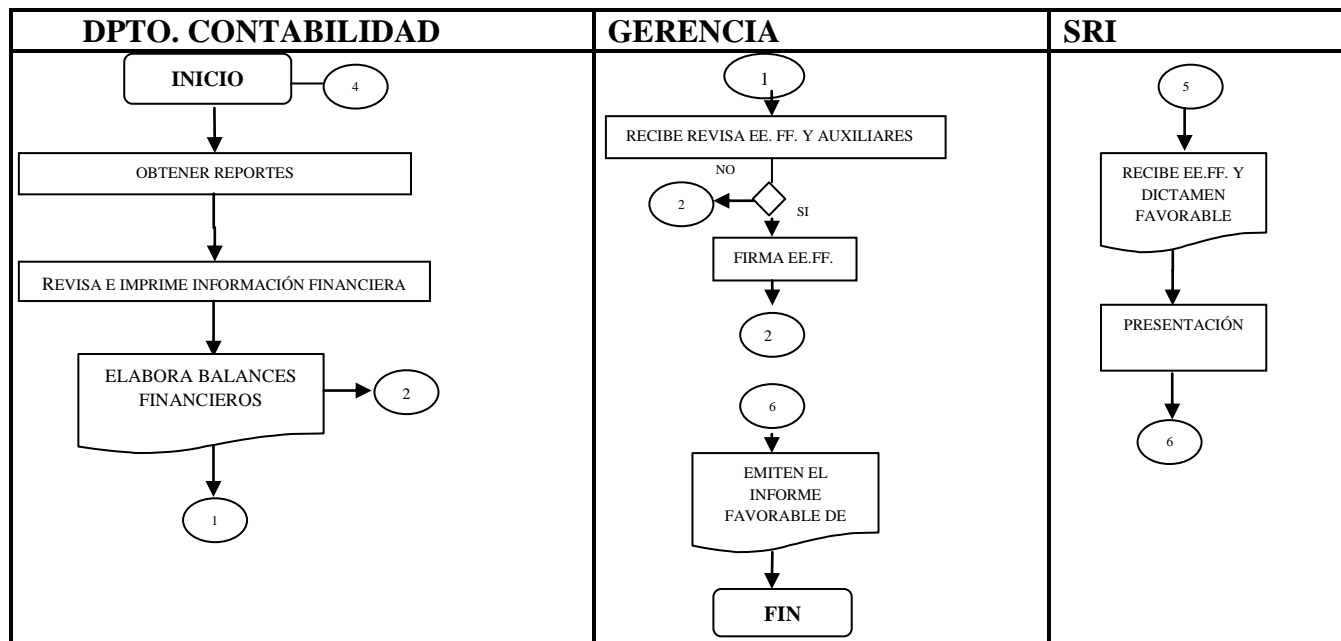 DPTO. CONTABILIDAD
INICIO
4
OBTENER REPORTES
REVISA E IMPRIME INFORMACIÓN FINANCIERA
ELABORA BALANCES
FINANCIEROS
2
1
GERENCIA
1
RECIBE REVISA EE. FF. Y AUXILIARES
NO
2
SI
FIRMA EE.FF.
2
6
EMITEN EL
INFORME
FAVORABLE DE
FIN
SRI
5
RECIBE EE.FF. Y
DICTAMEN
FAVORABLE
PRESENTACIÓN
6